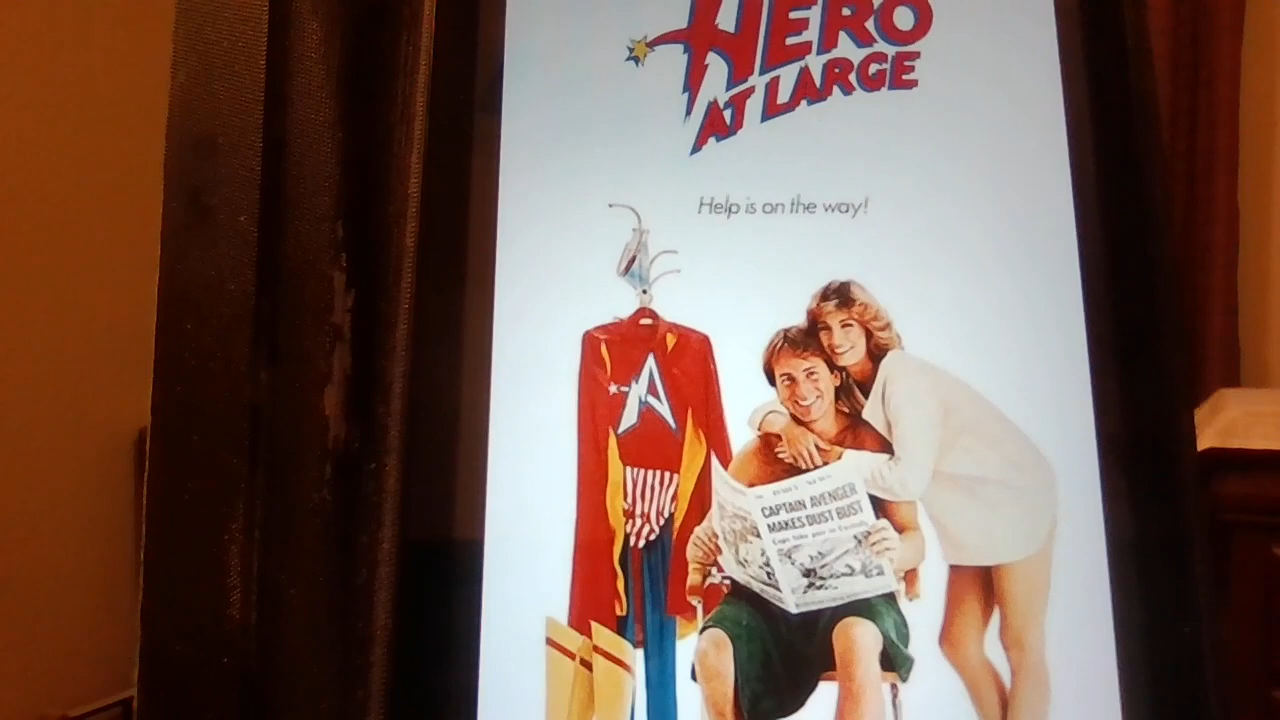 HERO
AT LARGE
Help is on the way!
A
CAPTAIN AVENGER
MAKES DUST BUST